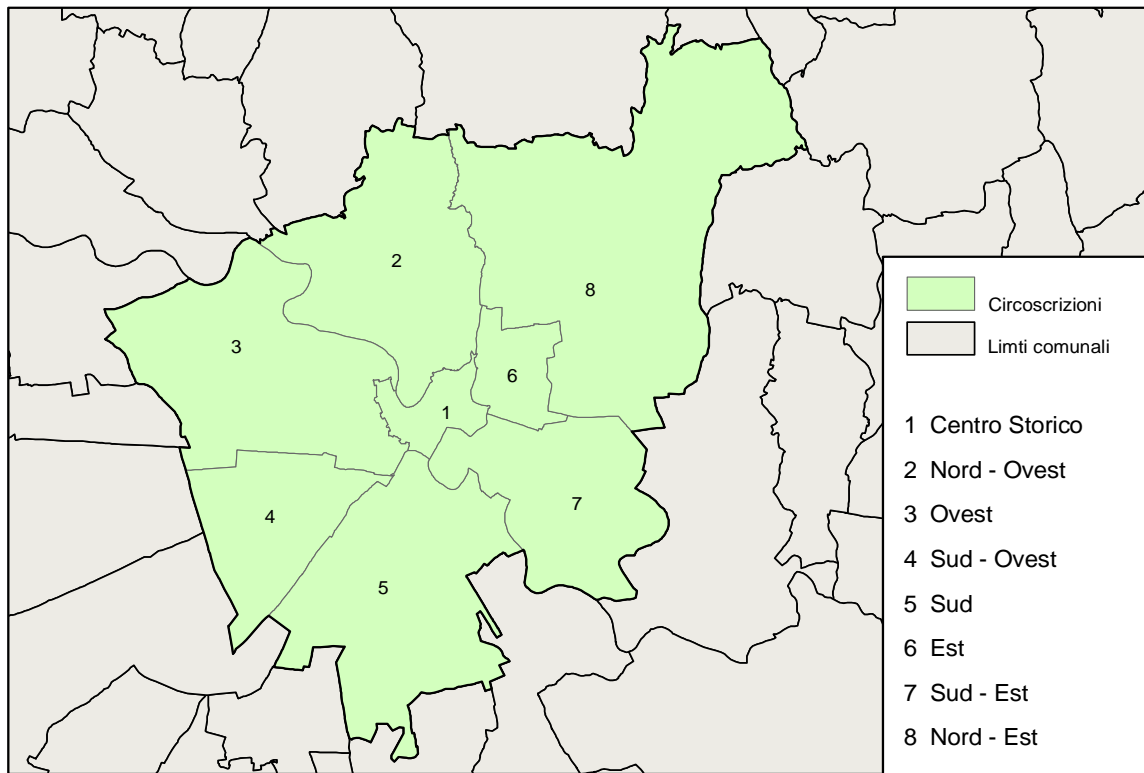 2
8
3
6
1
4
7
5
Circoscrizioni
Limti comunali
1 Centro Storico
2 Nord - Ovest
3 Ovest
4 Sud - Ovest
5 Sud
6 Est
7 Sud - Est
8 Nord - Est